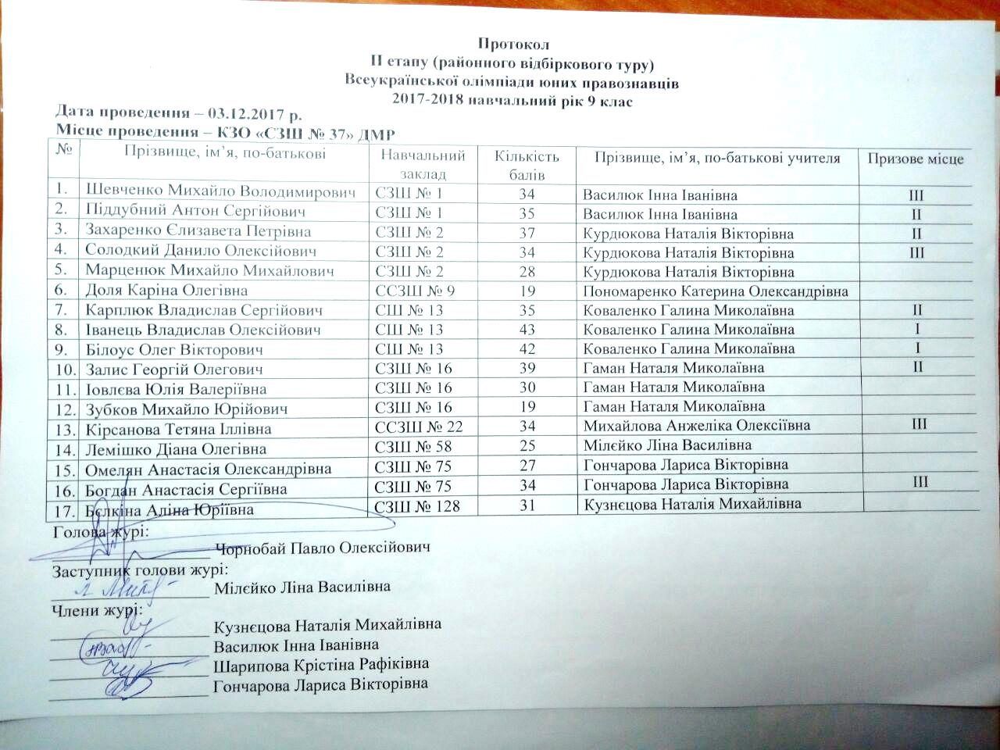 Протокол
ІІ етапу (районного відбіркового туру)
Всеукраїнської олімпіади юних правознавців
2017-2018 навчальний рік 9 клас
Дата проведення – 03.12.2017 р.
Місце проведення – КЗО «СЗШ № 37» ДМР
№ Прізвище, ім’я, по-батькові Навчальний заклад Кількість балів Прізвище, ім’я, по-батькові учителя Призове місце
1. Шевченко Михайло Володимирович СЗШ № 1 34 Василюк Інна Іванівна ІІІ
2. Піддубний Антон Сергійович СЗШ № 1 35 Василюк Інна Іванівна ІІ
3. Захаренко Єлизавета Петрівна СЗШ № 2 37 Курдюкова Наталія Вікторівна ІІ
4. Солодкий Данило Олексійович СЗШ № 2 34 Курдюкова Наталія Вікторівна ІІІ
5. Марценюк Михайло Михайлович СЗШ № 2 28 Курдюкова Наталія Вікторівна
6. Доля Каріна Олегівна ССЗШ № 9 19 Пономаренко Катерина Олександрівна
7. Карплюк Владислав Сергійович СШ № 13 35 Коваленко Галина Миколаївна ІІ
8. Іванець Владислав Олексійович СШ № 13 43 Коваленко Галина Миколаївна І
9. Білоус Олег Вікторович СШ № 13 42 Коваленко Галина Миколаївна І
10. Залис Георгій Олегович СЗШ № 16 39 Гаман Наталя Миколаївна ІІ
11. Іовлєва Юлія Валеріївна СЗШ № 16 30 Гаман Наталя Миколаївна
12. Зубков Михайло Юрійович СЗШ № 16 19 Гаман Наталя Миколаївна
13. Кірсанова Тетяна Іллівна ССЗШ № 22 34 Михайлова Анжеліка Олексіївна ІІІ
14. Лемішко Діана Олегівна СЗШ № 58 25 Мілєйко Ліна Василівна
15. Омелян Анастасія Олександрівна СЗШ № 75 27 Гончарова Лариса Вікторівна
16. Богдан Анастасія Сергіївна СЗШ № 75 34 Гончарова Лариса Вікторівна ІІІ
17. Бєлкіна Аліна Юріївна СЗШ № 128 31 Кузнєцова Наталія Михайлівна
Голова журі:
Чорнобай Павло Олексійович
Заступник голови журі:
Мілєйко Ліна Василівна
Члени журі:
Кузнєцова Наталія Михайлівна
Василюк Інна Іванівна
Шарипова Крістіна Рафіківна
Гончарова Лариса Вікторівна